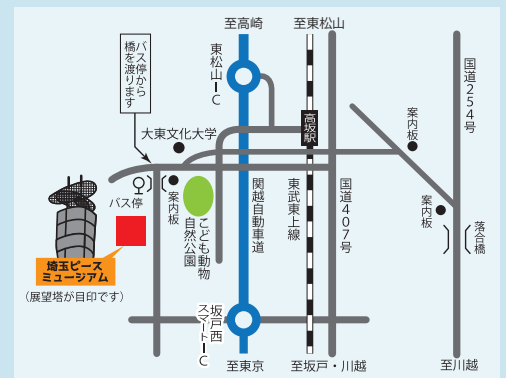 至高崎
至東松山
バス停から
橋を渡ります
東松山IC
国道254号
高坂駅
案内板
大東文化大学
バス停
案内板
こども動物
自然公園
関越自動車道
東武東上線
国道407号
案内板
落合橋
埼玉ピース
ミュージアム
(展望塔が目印です)
坂戸西
スマートIC
至東京
至坂戸・川越
至川越